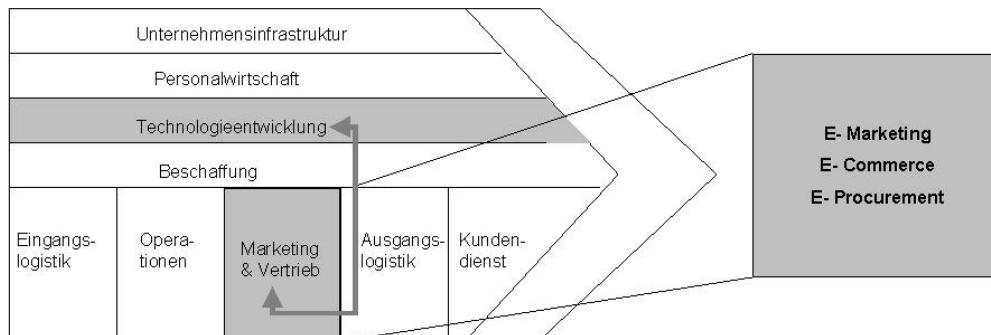 Unternehmensinfrastruktur
Personalwirtschaft
Technologieentwicklung
Beschaffung
Eingangs-
logistik
Opera-
tionen
Marketing
& Vertrieb
Ausgangs-
logistik
Kunden-
dienst
E- Marketing
E- Commerce
E- Procurement